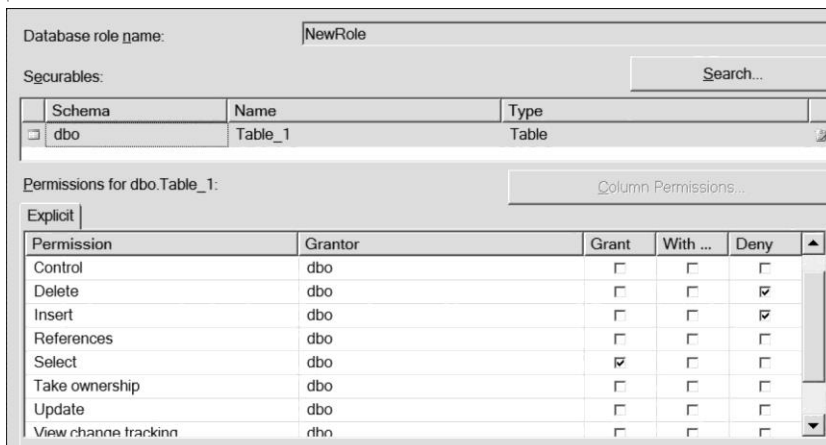 Database role name: NewRole
Securables: Search...
Schema Name Type
dbo Table_1 Table
Permissions for dbo.Table_1: Column Permissions...
Explicit
Permission Grantor Grant With ... Deny
Control dbo
Delete dbo
Insert dbo
References dbo
Select dbo
Take ownership dbo
Update dbo
View change tracking dbo